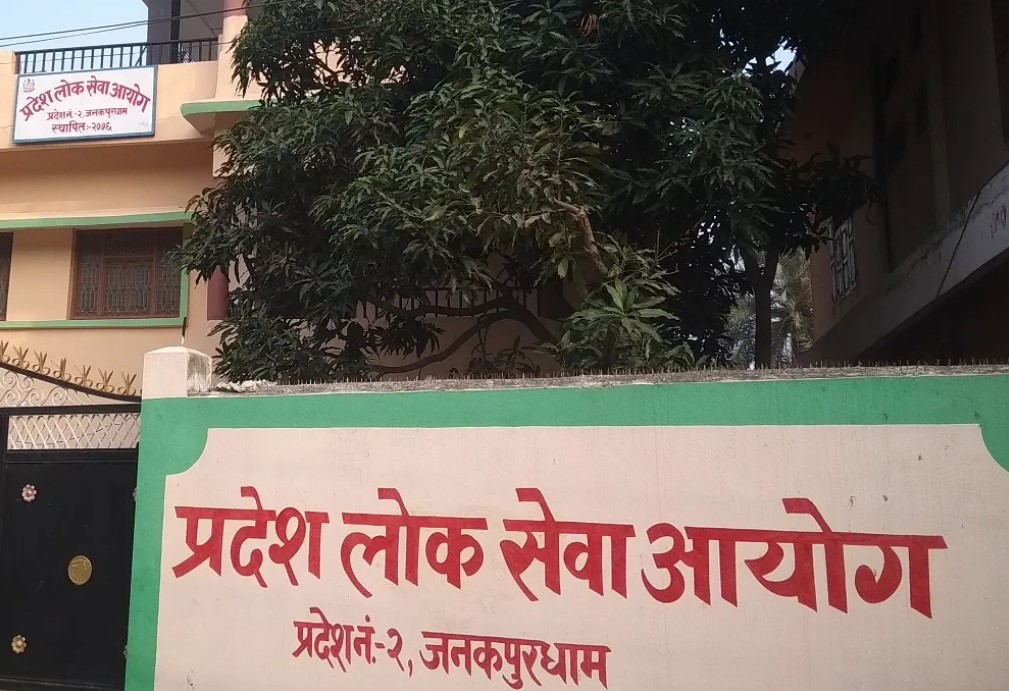 प्रदेश लोक सेवा आयोग
प्रदेश नं-२, जनकपुरधाम
स्थापितः-२०७६
प्रदेश लोक सेवा आयोग
प्रदेश नं.-२, जनकपुरधाम